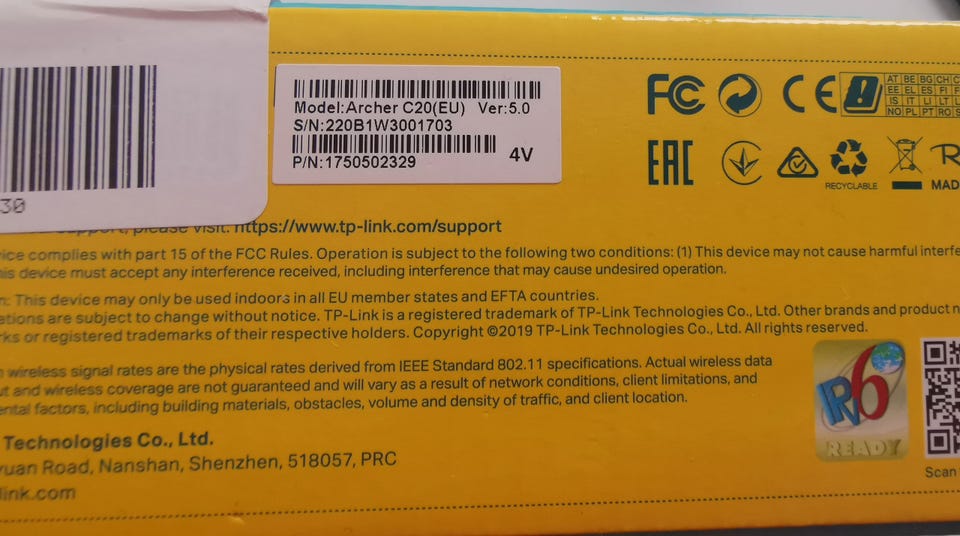 30
Model:Archer C20(EU) Ver:5.0
S/N:220B1W3001703
P/N:1750502329
4V
FC CE
AT BE BG CH C
EE EL ES FI F
IS IT LI LT L
NO PL PT RO S
EAC
RECYCLABLE
MAD
support, please visit: https://www.tp-link.com/support
vice complies with part 15 of the FCC Rules. Operation is subject to the following two conditions: (1) This device may not cause harmful interfe
his device must accept any interference received, including interference that may cause undesired operation.
n: This device may only be used indoors in all EU member states and EFTA countries.
ations are subject to change without notice. TP-Link is a registered trademark of TP-Link Technologies Co., Ltd. Other brands and product n
rks or registered trademarks of their respective holders. Copyright ©2019 TP-Link Technologies Co., Ltd. All rights reserved.
wireless signal rates are the physical rates derived from IEEE Standard 802.11 specifications. Actual wireless data
ut and wireless coverage are not guaranteed and will vary as a result of network conditions, client limitations, and
ental factors, including building materials, obstacles, volume and density of traffic, and client location.
IPv6
READY
Technologies Co., Ltd.
yuan Road, Nanshan, Shenzhen, 518057, PRC
link.com
Scan